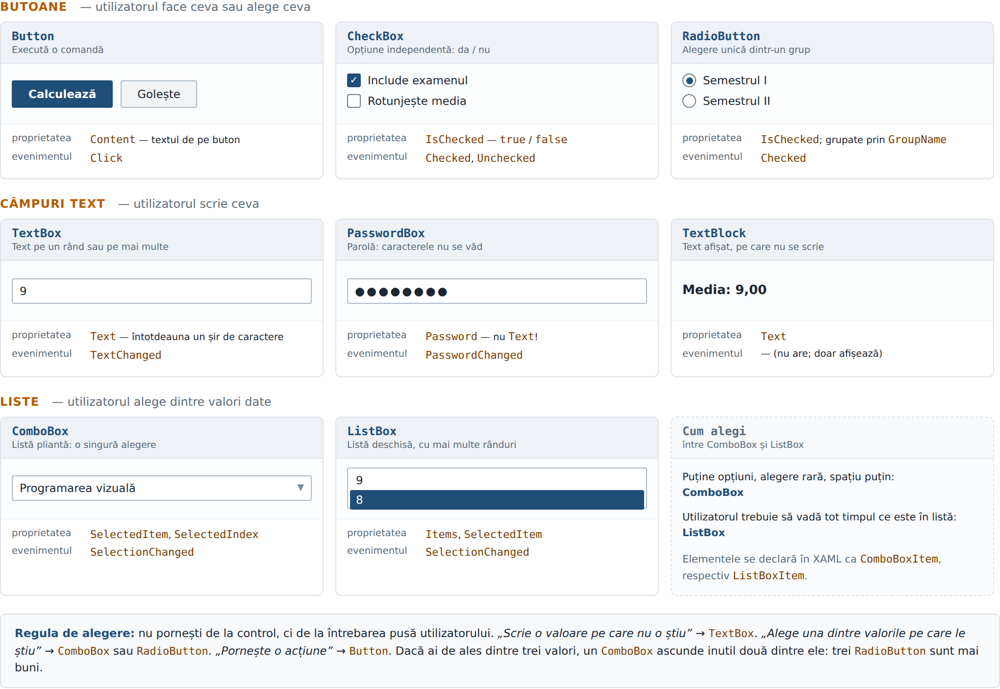 BUTOANE — utilizatorul face ceva sau alege ceva
Button
Execută o comandă
Calculează
Golește
proprietatea Content — textul de pe buton
evenimentul Click
CheckBox
Opțiune independentă: da / nu
✓ Include examenul
Rotunjește media
proprietatea IsChecked — true / false
evenimentul Checked, Unchecked
RadioButton
Alegere unică dintr-un grup
Semestrul I
Semestrul II
proprietatea IsChecked; grupate prin GroupName
evenimentul Checked
CÂMPURI TEXT — utilizatorul scrie ceva
TextBox
Text pe un rând sau pe mai multe
9
proprietatea Text — întotdeauna un șir de caractere
evenimentul TextChanged
PasswordBox
Parolă: caracterele nu se văd
●●●●●●●●
proprietatea Password — nu Text!
evenimentul PasswordChanged
TextBlock
Text afișat, pe care nu se scrie
Media: 9,00
proprietatea Text
evenimentul — (nu are; doar afișează)
LISTE — utilizatorul alege dintre valori date
ComboBox
Listă pliantă: o singură alegere
Programarea vizuală ▼
proprietatea SelectedItem, SelectedIndex
evenimentul SelectionChanged
ListBox
Listă deschisă, cu mai multe rânduri
9
8
proprietatea Items, SelectedItem
evenimentul SelectionChanged
Cum alegi
între ComboBox și ListBox
Puține opțiuni, alegere rară, spațiu puțin:
ComboBox
Utilizatorul trebuie să vadă tot timpul ce este în listă:
ListBox
Elementele se declară în XAML ca ComboBoxItem,
respectiv ListBoxItem.
Regula de alegere: nu pornești de la control, ci de la întrebarea pusă utilizatorului. „Scrie o valoare pe care nu o știu” → TextBox. „Alege una dintre valorile pe care le
știu” → ComboBox sau RadioButton. „Pornește o acțiune” → Button. Dacă ai de ales dintre trei valori, un ComboBox ascunde inutil două dintre ele: trei RadioButton sunt mai
buni.